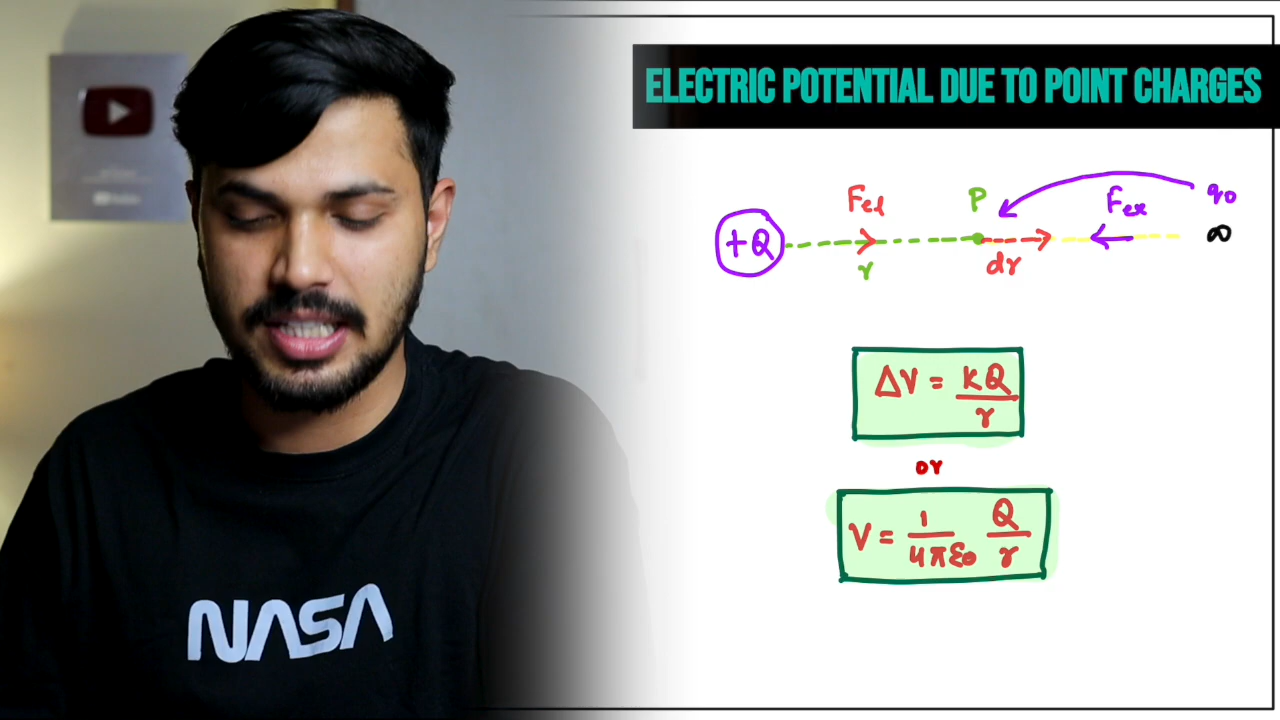 ELECTRIC POTENTIAL DUE TO POINT CHARGES
Fel P Fex q0
+Q ∞
r dr
ΔV = KQ/r
or
V = 1/4πε0 Q/r
NASA